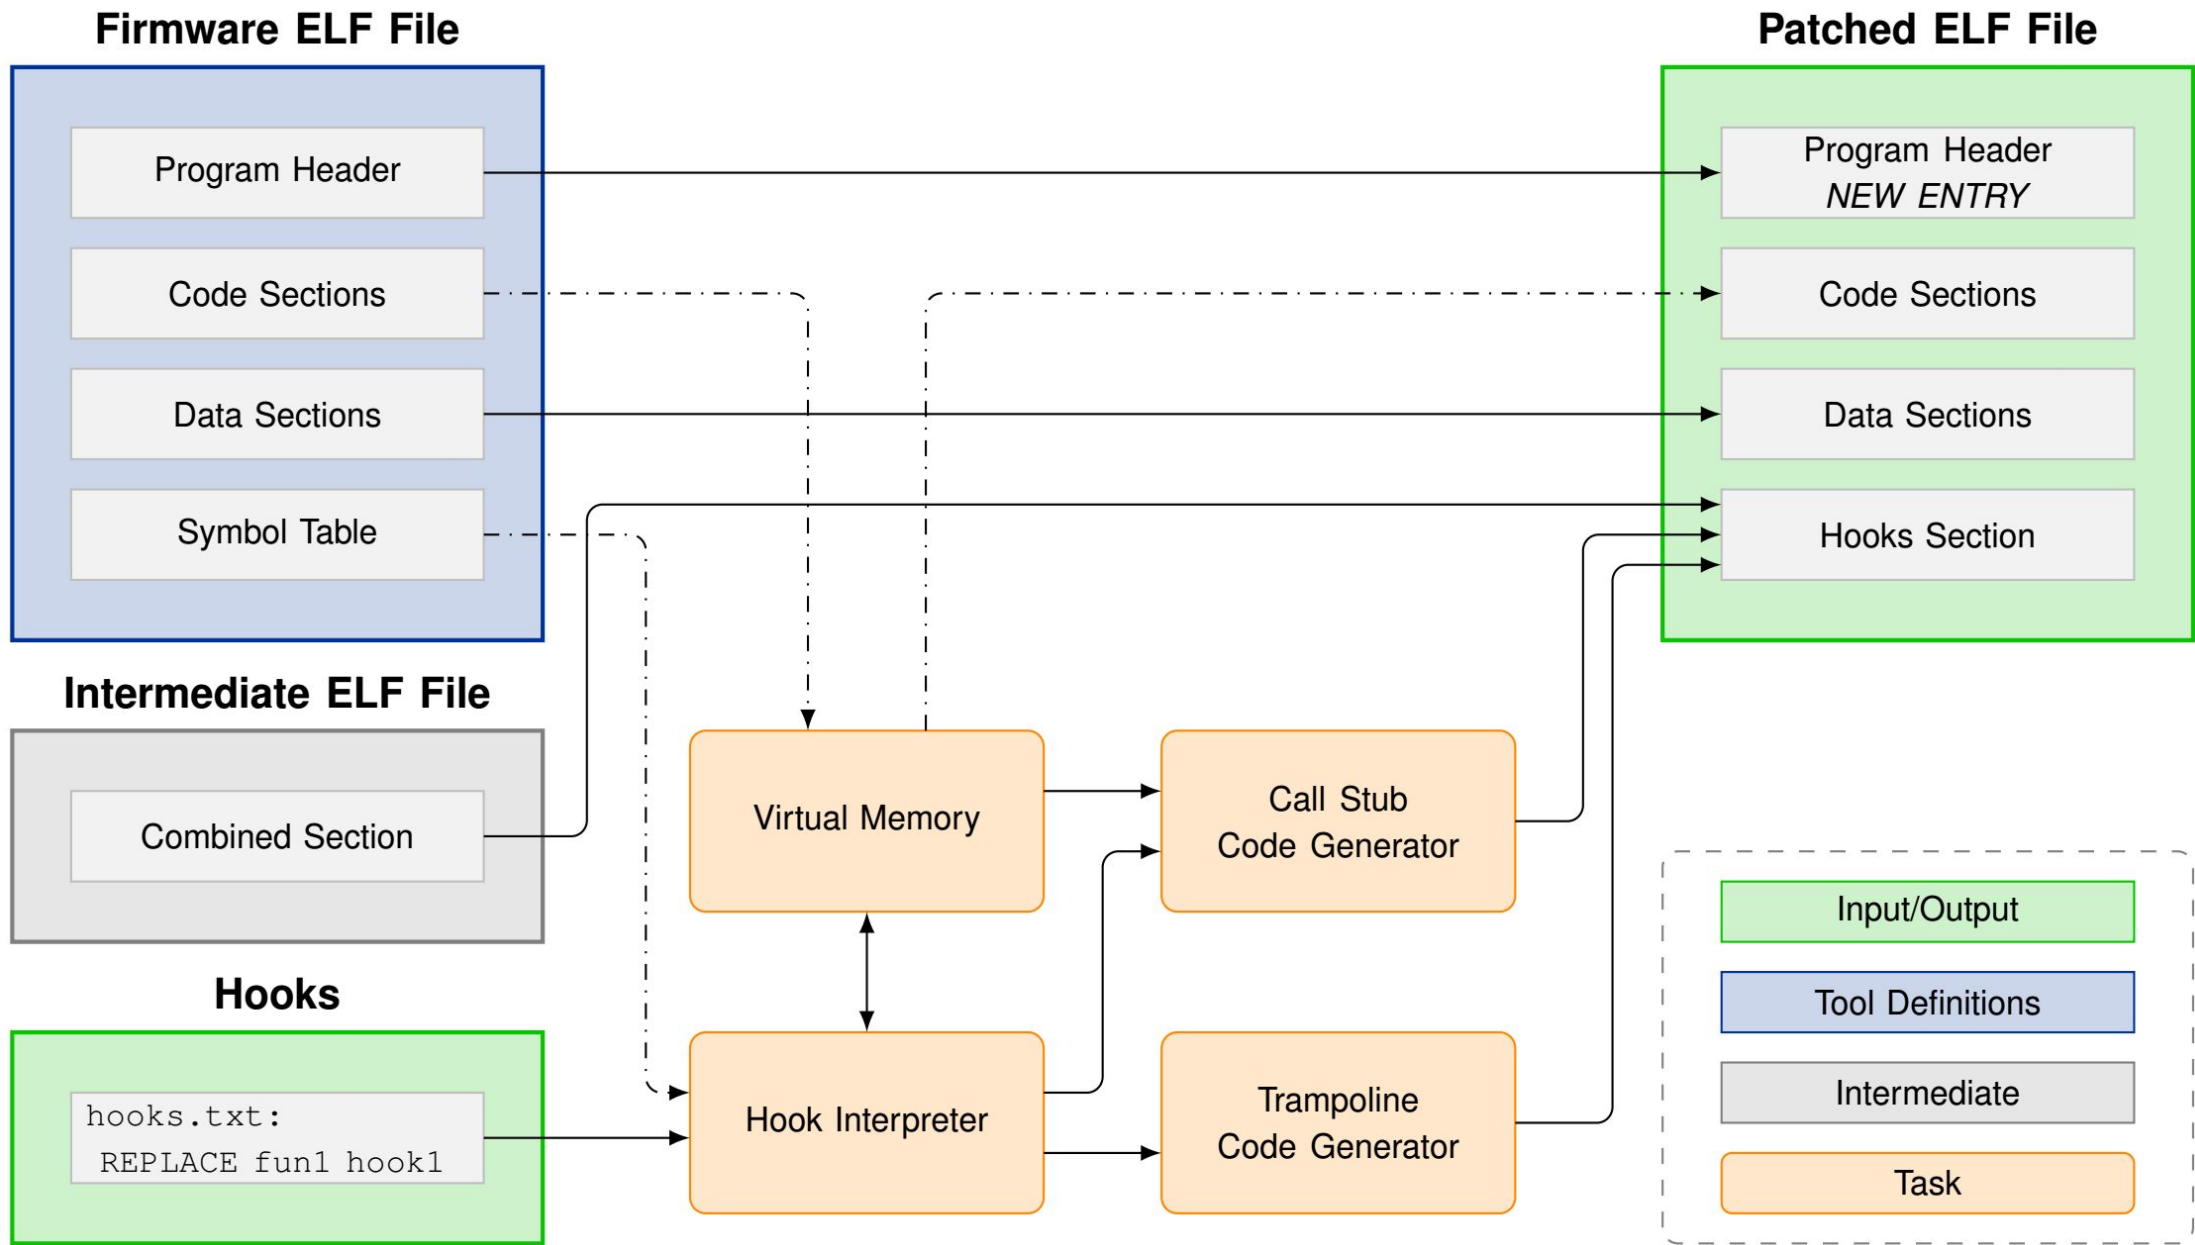 Firmware ELF File
Program Header
Code Sections
Data Sections
Symbol Table
Intermediate ELF File
Combined Section
Hooks
hooks.txt:
REPLACE fun1 hook1
Virtual Memory
Hook Interpreter
Call Stub
Code Generator
Trampoline
Code Generator
Patched ELF File
Program Header
NEW ENTRY
Code Sections
Data Sections
Hooks Section
Input/Output
Tool Definitions
Intermediate
Task